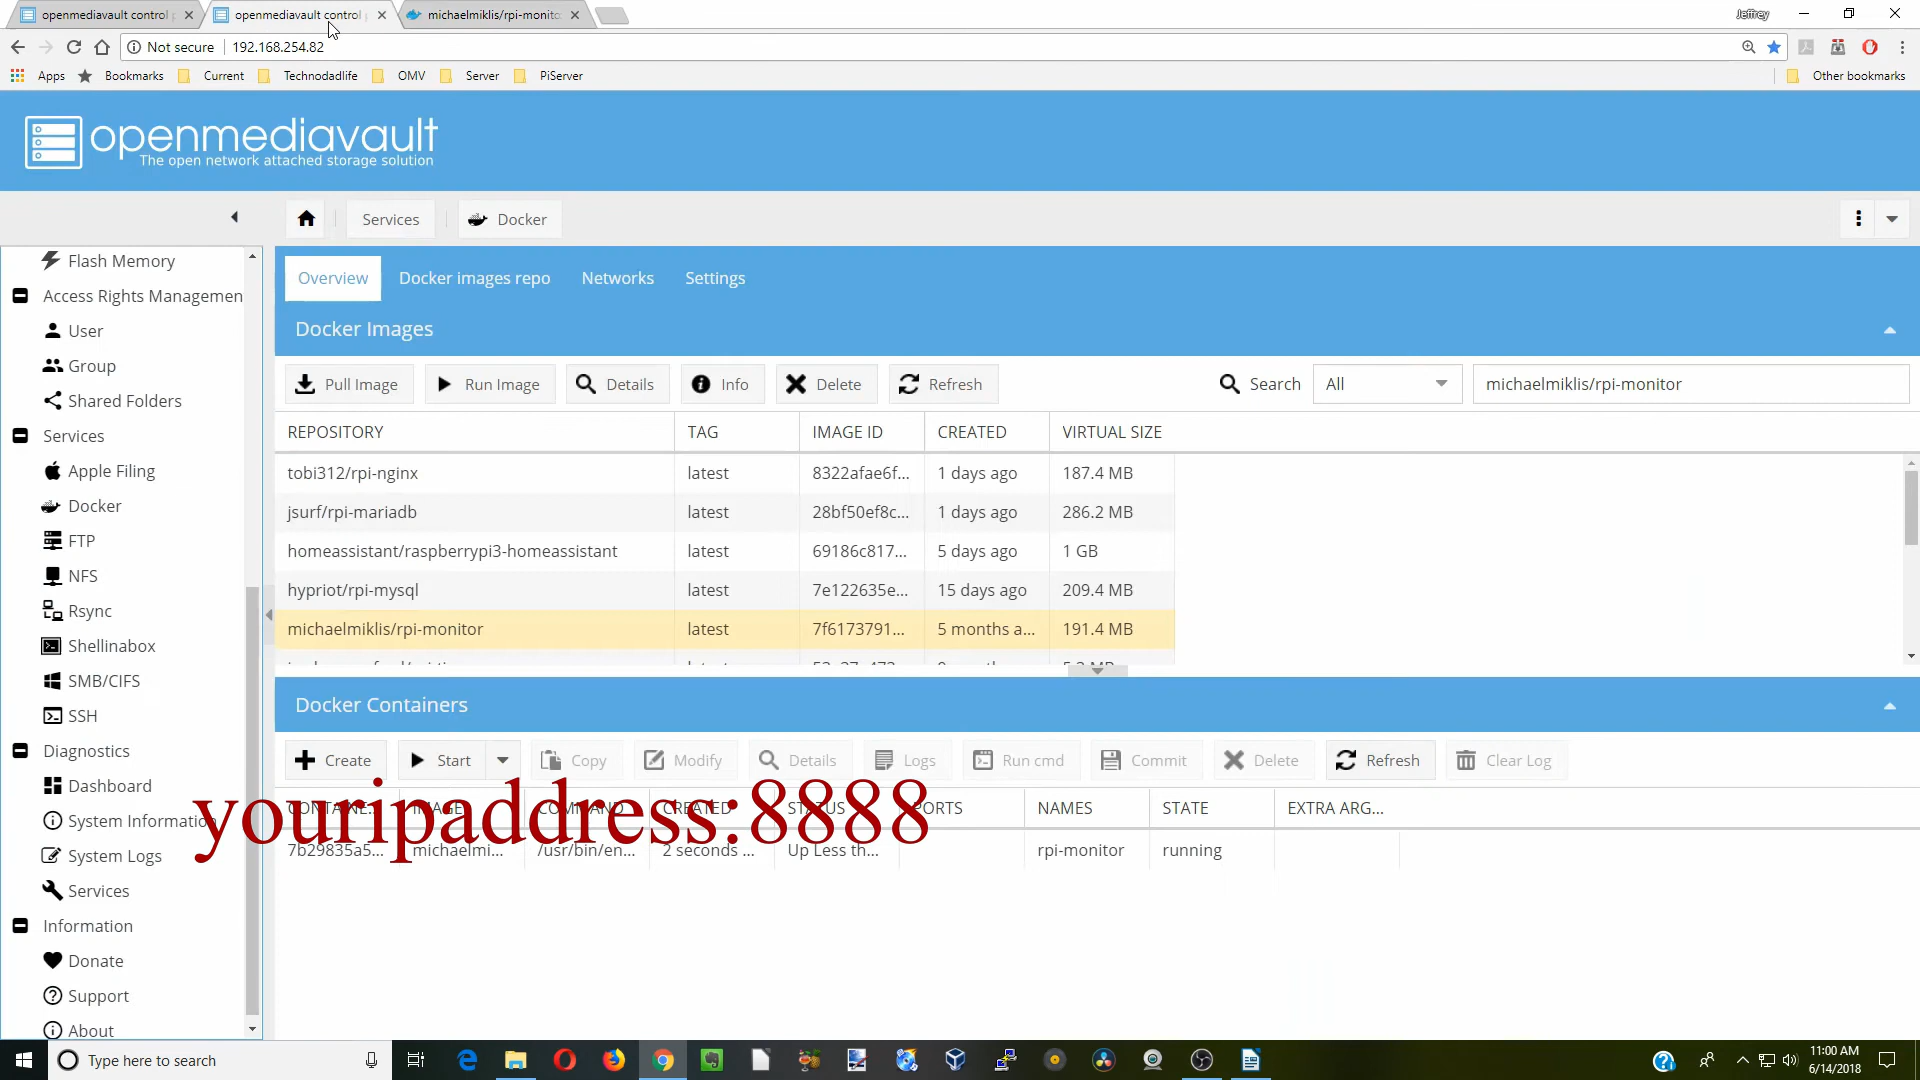 openmediavault control p
openmediavault control p
michaelmiklis/rpi-monito
Jeffrey
Not secure
192.168.254.82
Apps
Bookmarks
Current
Technodadlife
OMV
Server
PiServer
Other bookmarks
openmediavault
The open network attached storage solution
Services
Docker
Flash Memory
Access Rights Managemen
User
Group
Shared Folders
Services
Apple Filing
Docker
FTP
NFS
Rsync
Shellinabox
SMB/CIFS
SSH
Diagnostics
Dashboard
System Information
System Logs
Services
Information
Donate
Support
About
Overview Docker images repo Networks Settings
Docker Images
Pull Image Run Image Details Info Delete Refresh Search All michaelmiklis/rpi-monitor
REPOSITORY TAG IMAGE ID CREATED VIRTUAL SIZE
tobi312/rpi-nginx latest 8322afae6f... 1 days ago 187.4 MB
jsurf/rpi-mariadb latest 28bf50ef8c... 1 days ago 286.2 MB
homeassistant/raspberrypi3-homeassistant latest 69186c817... 5 days ago 1 GB
hypriot/rpi-mysql latest 7e122635e... 15 days ago 209.4 MB
michaelmiklis/rpi-monitor latest 7f6173791... 5 months a... 191.4 MB
Docker Containers
Create Start Copy Modify Details Logs Run cmd Commit Delete Refresh Clear Log
CONTAINE... IMAGE COMMAND CREATED STATUS PORTS NAMES STATE EXTRA ARG...
youripaddress:8888
7b29835a5... michaelmi... /usr/bin/en... 2 seconds ... Up Less th... rpi-monitor running
Type here to search
11:00 AM
6/14/2018